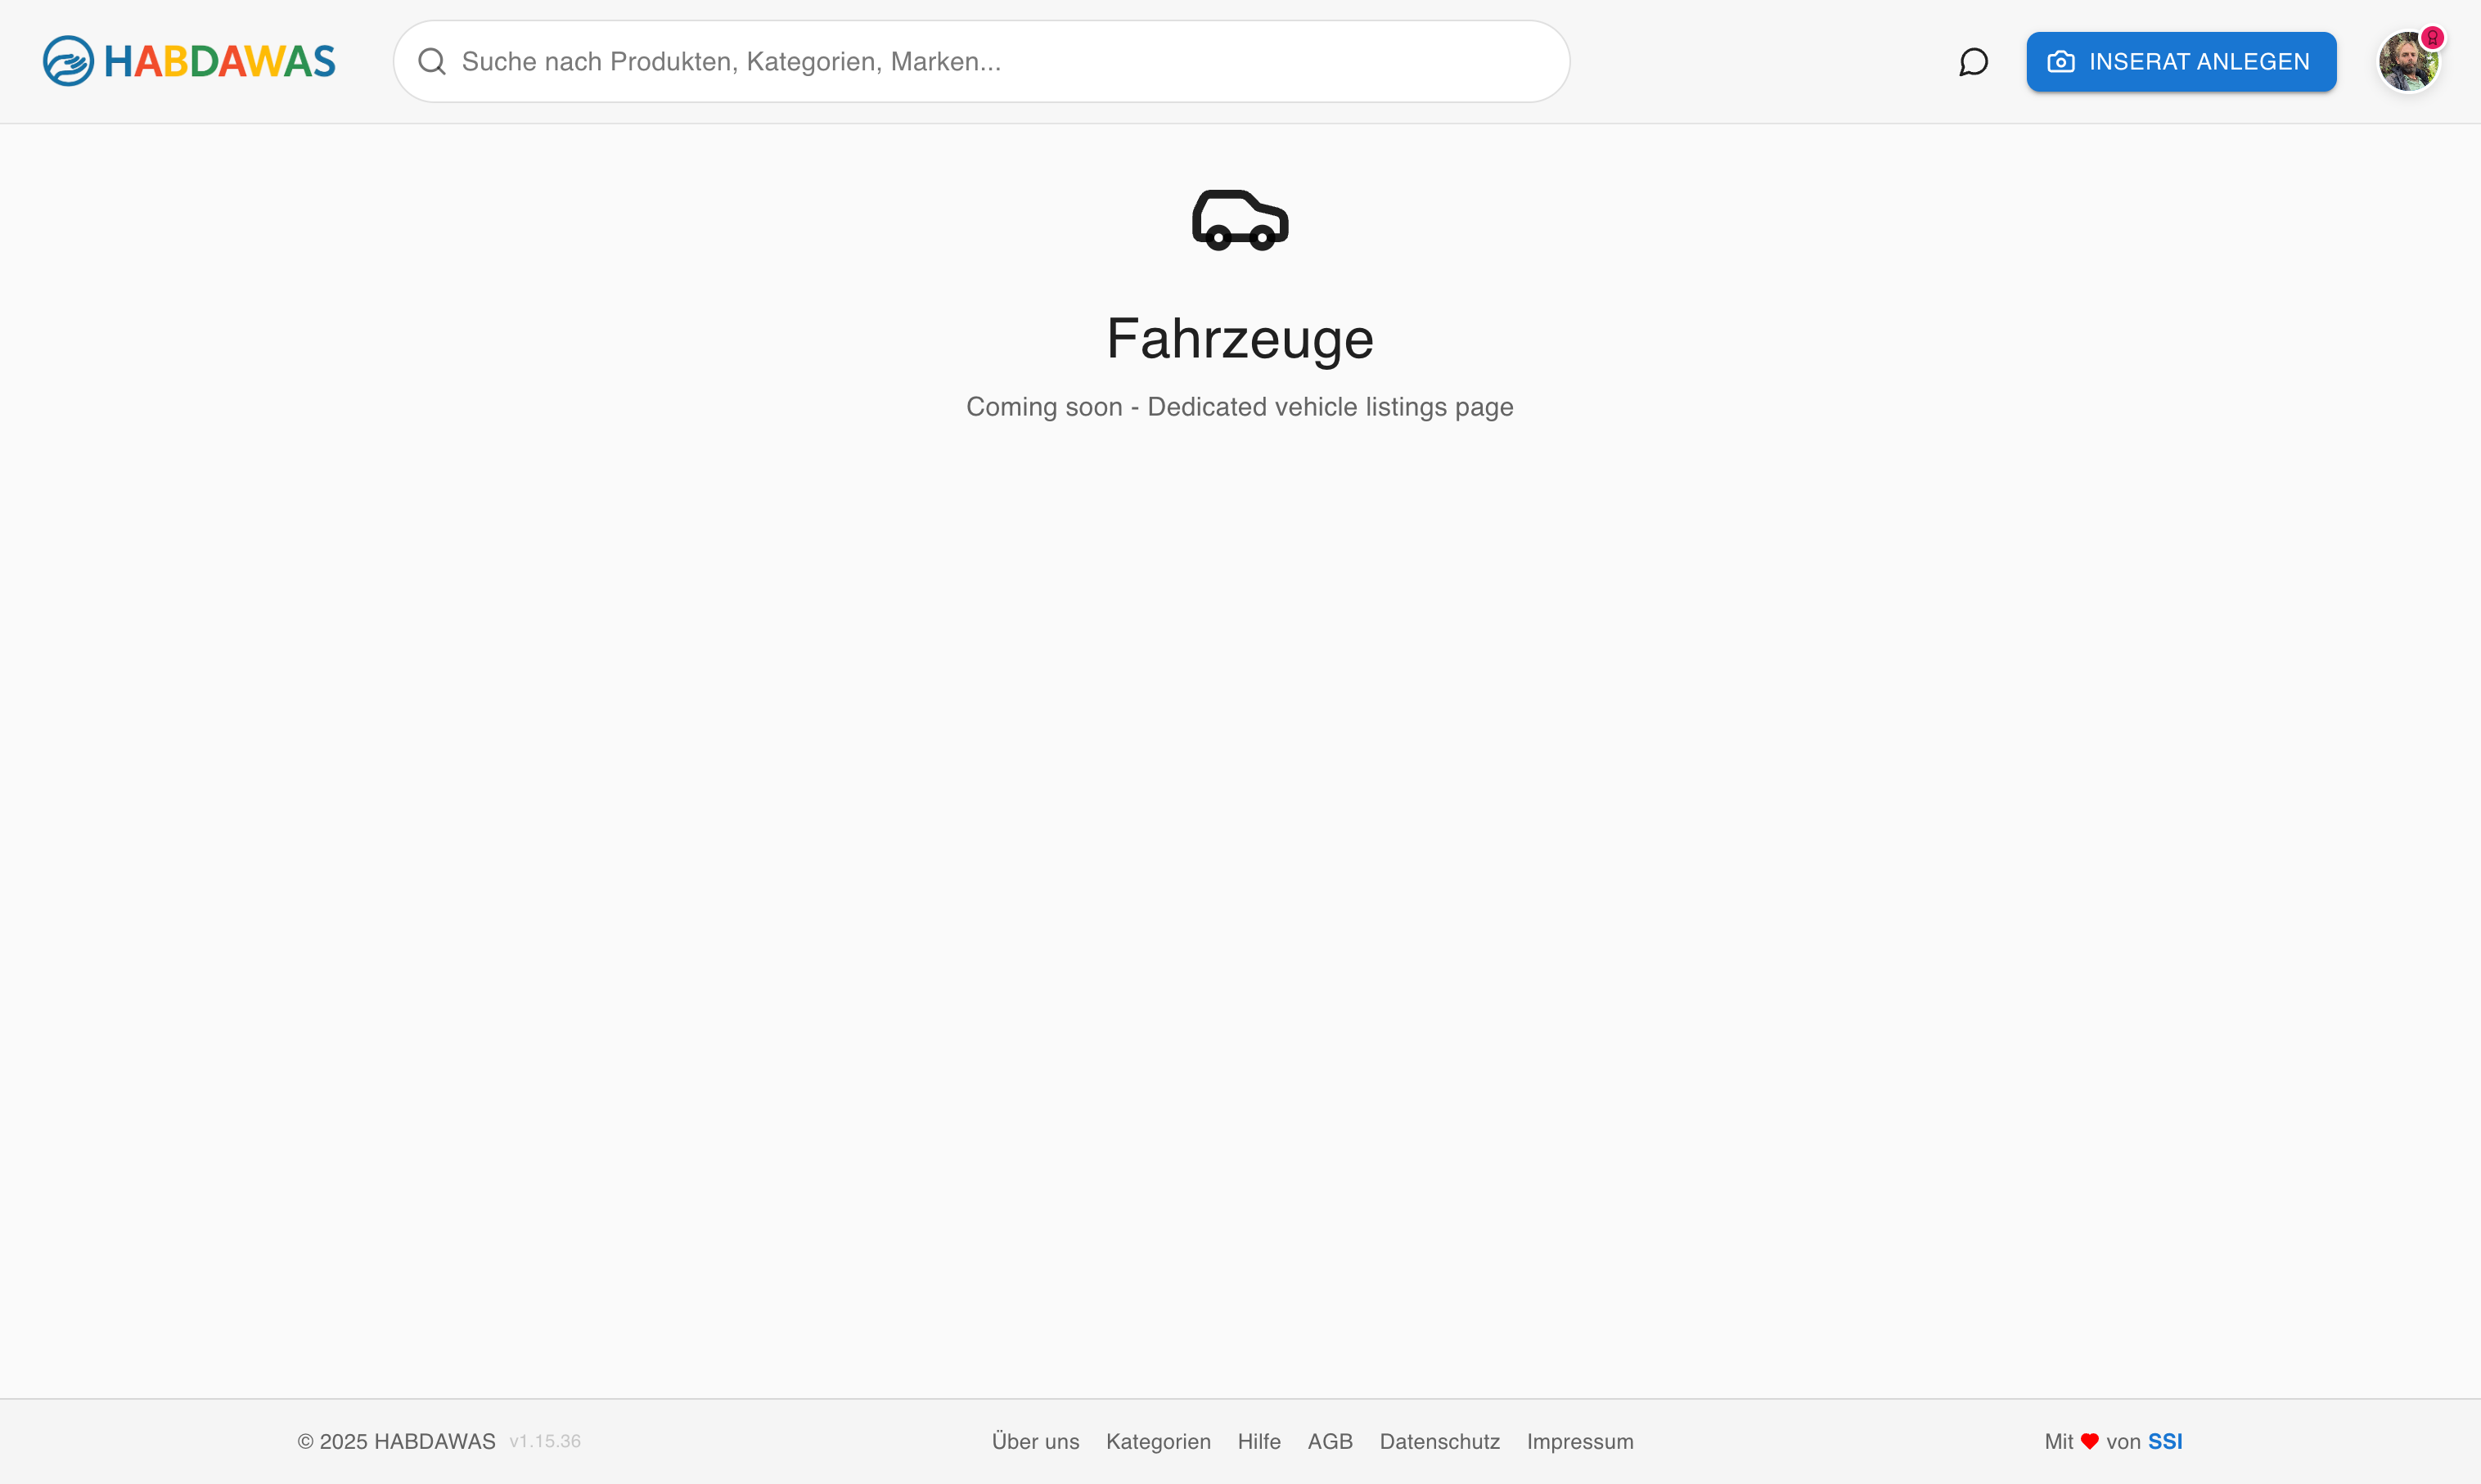 HABDAWAS
Suche nach Produkten, Kategorien, Marken...
INSERAT ANLEGEN
Fahrzeuge
Coming soon - Dedicated vehicle listings page
© 2025 HABDAWAS v1.15.36
Über uns Kategorien Hilfe AGB Datenschutz Impressum
Mit ❤ von SSI